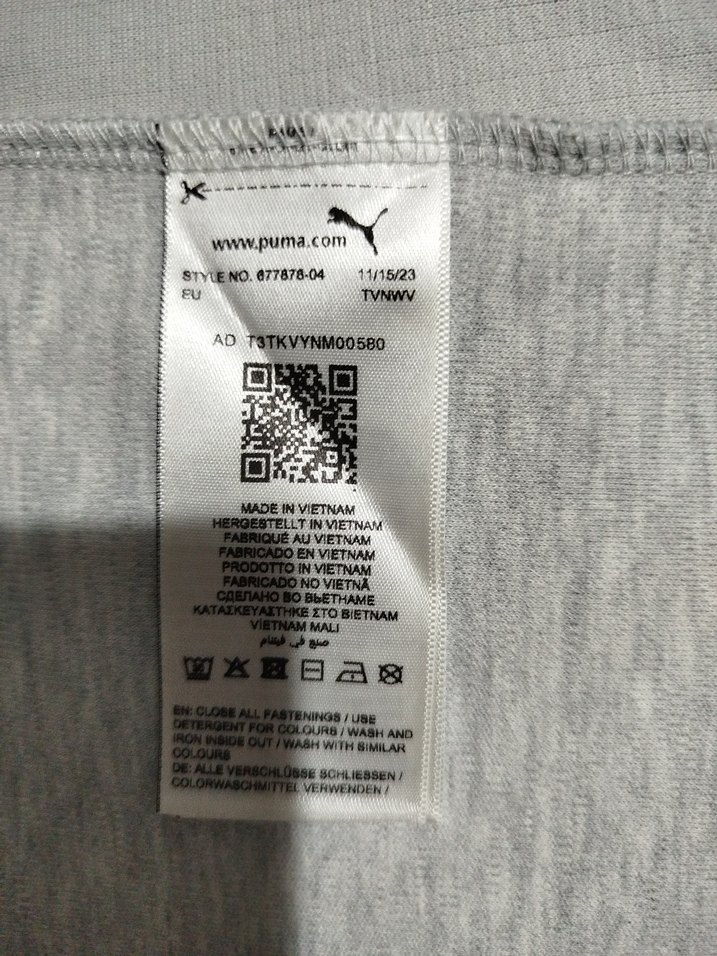 www.puma.com
STYLE NO. 677878-04 11/15/23
EU TVNWV
AD T3TKVYNM00580
MADE IN VIETNAM
HERGESTELLT IN VIETNAM
FABRIQUÉ AU VIETNAM
FABRICADO EN VIETNAM
PRODOTTO IN VIETNAM
FABRICADO NO VIETNÃ
СДЕЛАНО ВО ВЬЕТНАМЕ
ΚΑΤΑΣΚΕΥΑΣΤΗΚΕ ΣΤΟ ΒΙΕΤΝΑΜ
VİETNAM MALI
صنع في فيتنام
EN: CLOSE ALL FASTENINGS / USE
DETERGENT FOR COLOURS / WASH AND
IRON INSIDE OUT / WASH WITH SIMILAR
COLOURS
DE: ALLE VERSCHLÜSSE SCHLIESSEN /
COLORWASCHMITTEL VERWENDEN /